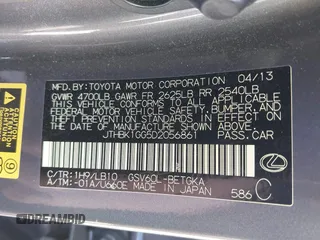 MFD.BY:TOYOTA MOTOR CORPORATION 04/13
GVWR 4700LB GAWR FR 2625LB RR 2540LB
THIS VEHICLE CONFORMS TO ALL APPLICABLE
FEDERAL MOTOR VEHICLE SAFETY, BUMPER, AND
THEFT PREVENTION STANDARDS IN EFFECT ON THE
DATE OF MANUFACTURE SHOWN ABOVE.
JTHBK1GG5D2056861 PASS.CAR
C/TR:1H9/LB10 GSV60L-BETGKA
A/TM:-01A/U660E MADE IN JAPAN 586 C
9
DREAMBID